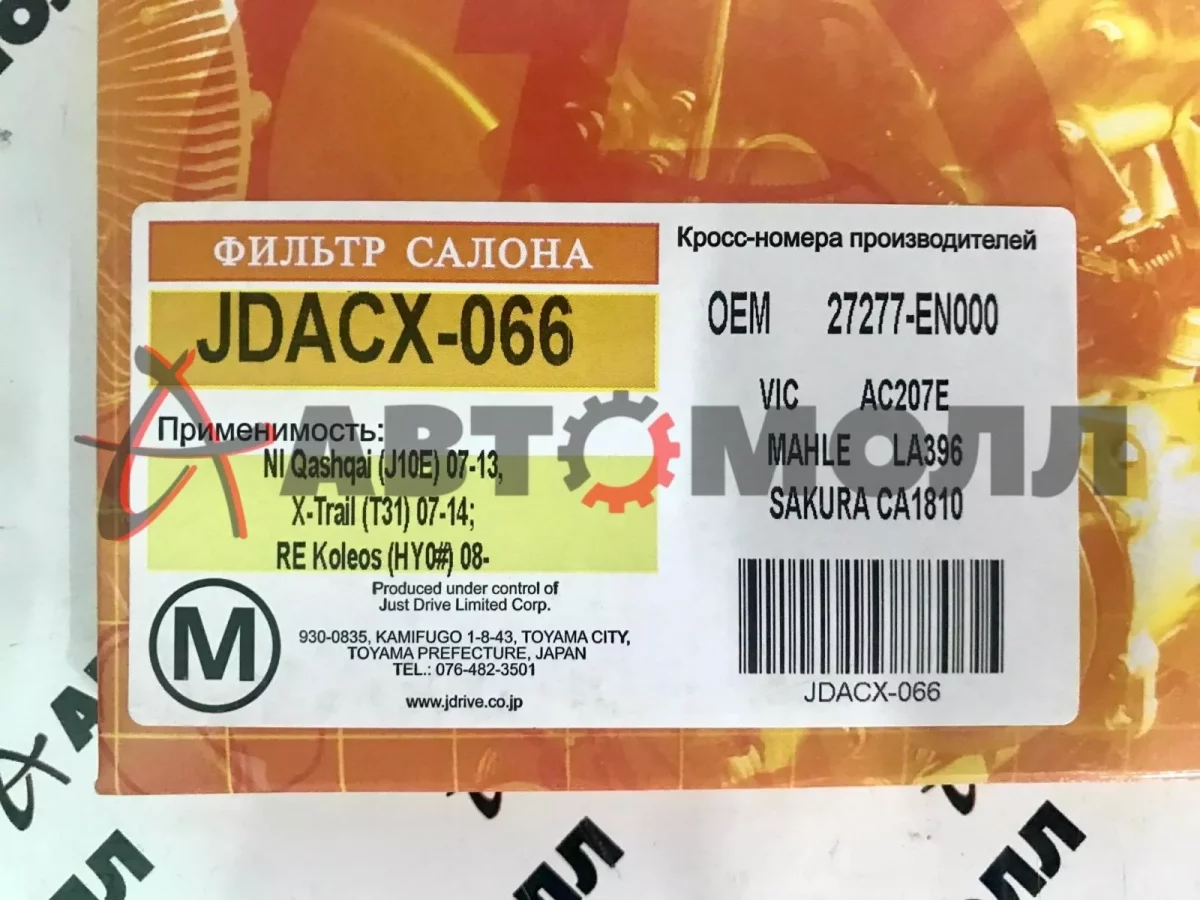 ФИЛЬТР САЛОНА
JDACX-066
Применимость:
NI Qashqai (J10E) 07-13,
X-Trail (T31) 07-14;
RE Koleos (HY0#) 08-
M
Produced under control of
Just Drive Limited Corp.
930-0835, KAMIFUGO 1-8-43, TOYAMA CITY,
TOYAMA PREFECTURE, JAPAN
TEL.: 076-482-3501
www.jdrive.co.jp
Кросс-номера производителей
OEM 27277-EN000
VIC AC207E
MAHLE LA396
SAKURA CA1810
JDACX-066
АВТОМОЛЛ